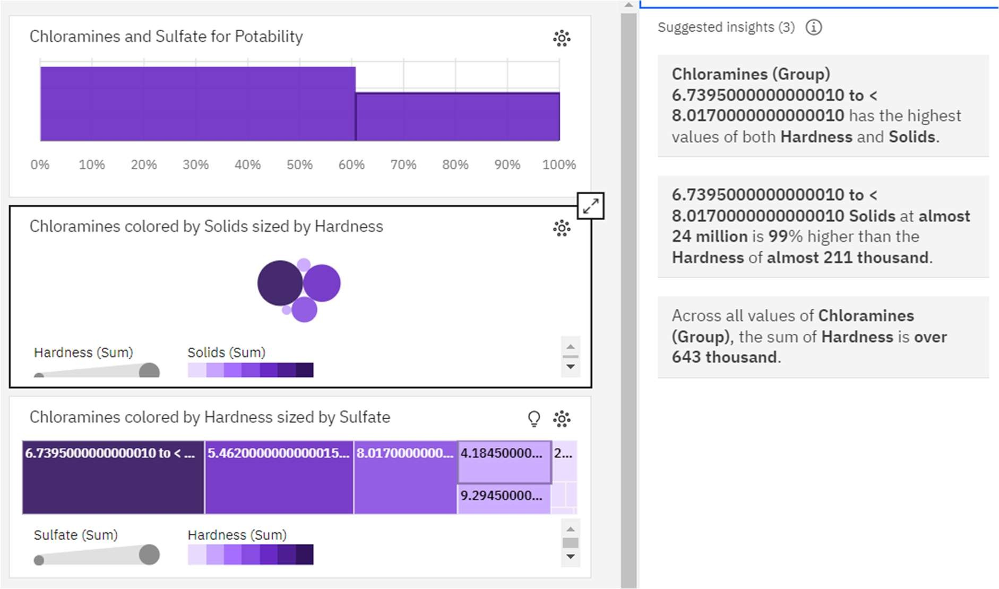 Chloramines and Sulfate for Potability
0% 10% 20% 30% 40% 50% 60% 70% 80% 90% 100%
Chloramines colored by Solids sized by Hardness
Hardness (Sum) Solids (Sum)
Chloramines colored by Hardness sized by Sulfate
6.7395000000000010 to < ... 5.46200000000000015... 8.0170000000... 4.18450000... 2...
9.29450000...
Sulfate (Sum) Hardness (Sum)
Suggested insights (3)
Chloramines (Group)
6.7395000000000010 to <
8.0170000000000010 has the highest
values of both Hardness and Solids.
6.7395000000000010 to <
8.0170000000000010 Solids at almost
24 million is 99% higher than the
Hardness of almost 211 thousand.
Across all values of Chloramines
(Group), the sum of Hardness is over
643 thousand.